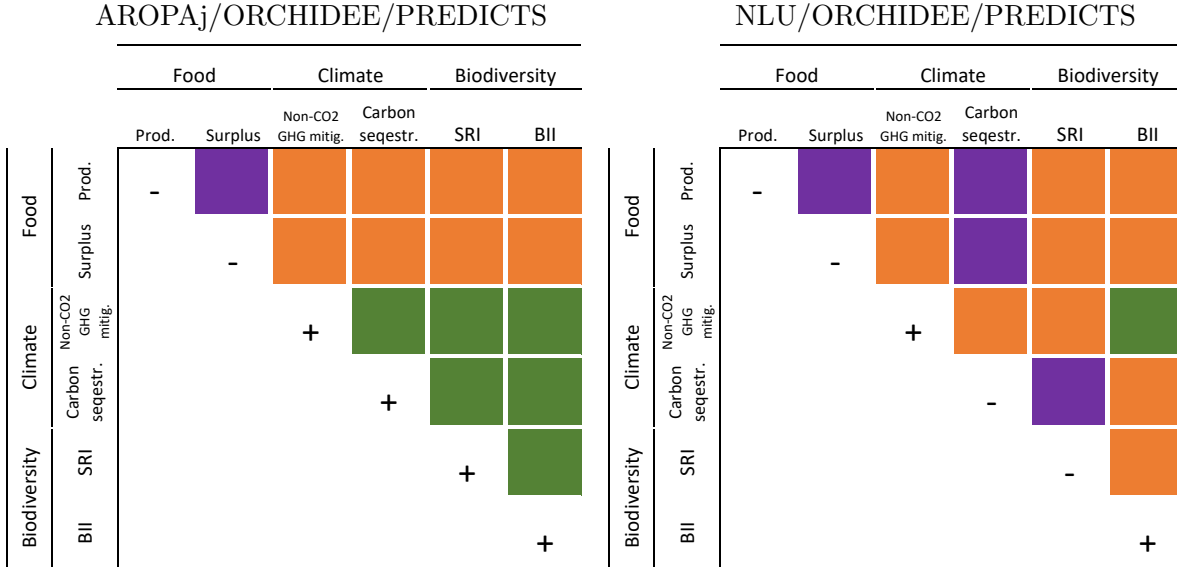 AROPAj/ORCHIDEE/PREDICTS
Food Climate Biodiversity
Prod. Surplus Non-CO2 GHG mitig. Carbon seqestr. SRI BII
Food
Prod.
-
Surplus
-
Climate
Non-CO2
GHG
mitig.
+
Carbon
seqestr.
+
Biodiversity
SRI
+
BII
+
NLU/ORCHIDEE/PREDICTS
Food Climate Biodiversity
Prod. Surplus Non-CO2 GHG mitig. Carbon seqestr. SRI BII
Food
Prod.
-
Surplus
-
Climate
Non-CO2
GHG
mitig.
+
Carbon
seqestr.
-
Biodiversity
SRI
-
BII
+